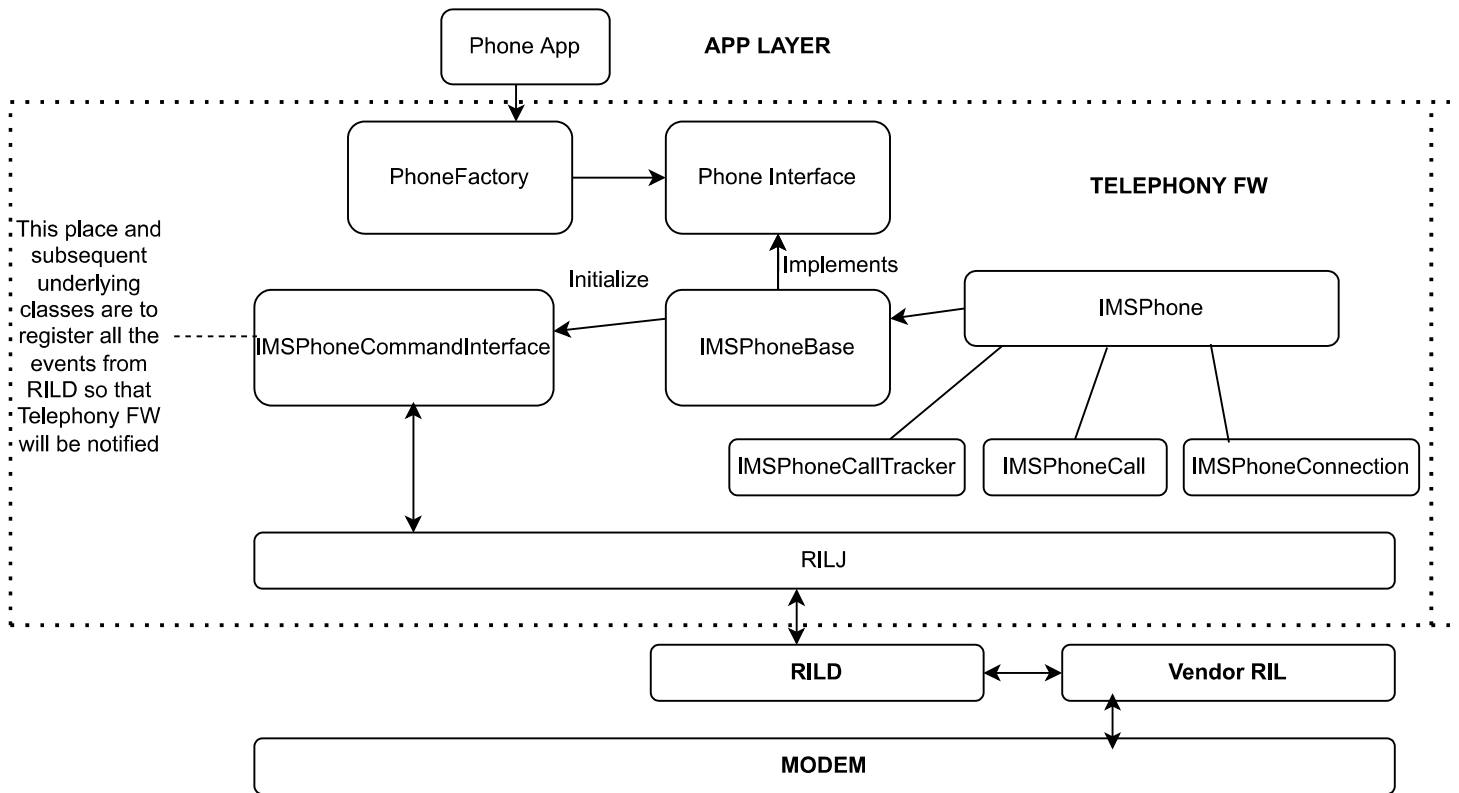 Phone App
APP LAYER
PhoneFactory
Phone Interface
TELEPHONY FW
This place and
subsequent
underlying
classes are to
register all the
events from
RILD so that
Telephony FW
will be notified
Initialize
Implements
IMSPhoneCommandInterface
IMSPhoneBase
IMSPhone
IMSPhoneCallTracker
IMSPhoneCall
IMSPhoneConnection
RILJ
RILD
Vendor RIL
MODEM